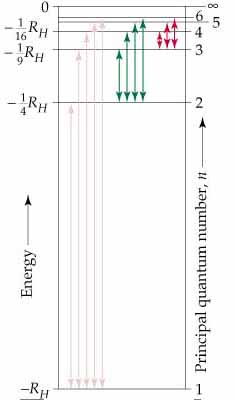 0 ∞
6 5
−1/16 R_H 4
−1/9 R_H 3
−1/4 R_H 2
Energy
Principal quantum number, n
−R_H 1